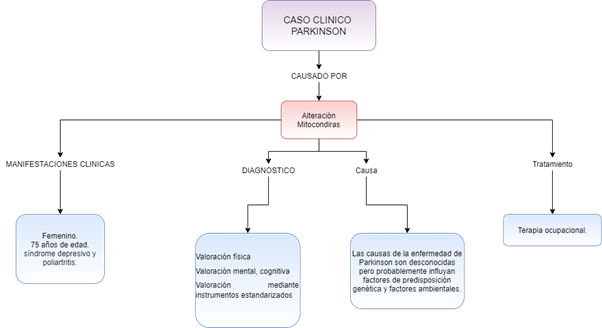 CASO CLINICO
PARKINSON
CAUSADO POR
Alteración
Mitocondiras
MANIFESTACIONES CLINICAS
DIAGNOSTICO
Causa
Tratamiento
Femenino.
75 años de edad.
síndrome depresivo y
poliartritis.
Valoración física
Valoración mental, cognitiva
Valoración mediante
instrumentos estandarizados
Las causas de la enfermedad de
Parkinson son desconocidas
pero probablemente influyan
factores de predisposición
genética y factores ambientales.
Terapia ocupacional.